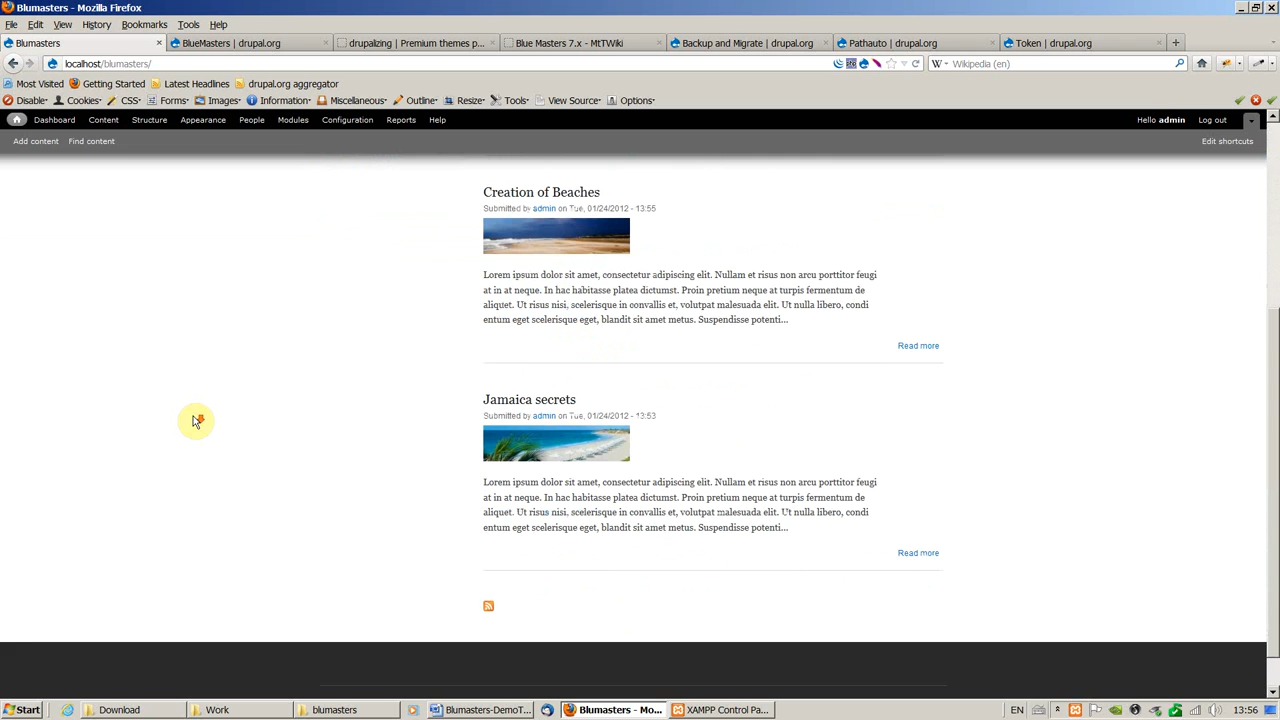 Blumasters - Mozilla Firefox
File Edit View History Bookmarks Tools Help
Blumasters BlueMasters | drupal.org drupalizing | Premium themes p... Blue Masters 7.x - MtTWiki Backup and Migrate | drupal.org Pathauto | drupal.org Token | drupal.org
localhost/blumasters/ Wikipedia (en)
Most Visited Getting Started Latest Headlines drupal.org aggregator
Disable Cookies CSS Forms Images Information Miscellaneous Outline Resize Tools View Source Options
Dashboard Content Structure Appearance People Modules Configuration Reports Help Hello admin Log out
Add content Find content Edit shortcuts
Creation of Beaches
Submitted by admin on Tue, 01/24/2012 - 13:55
Lorem ipsum dolor sit amet, consectetur adipiscing elit. Nullam et risus non arcu porttitor feugi
at in at neque. In hac habitasse platea dictumst. Proin pretium neque at turpis fermentum de
aliquet. Ut risus nisi, scelerisque in convallis et, volutpat malesuada elit. Ut nulla libero, condi
entum eget scelerisque eget, blandit sit amet metus. Suspendisse potenti...
Read more
Jamaica secrets
Submitted by admin on Tue, 01/24/2012 - 13:53
Lorem ipsum dolor sit amet, consectetur adipiscing elit. Nullam et risus non arcu porttitor feugi
at in at neque. In hac habitasse platea dictumst. Proin pretium neque at turpis fermentum de
aliquet. Ut risus nisi, scelerisque in convallis et, volutpat malesuada elit. Ut nulla libero, condi
entum eget scelerisque eget, blandit sit amet metus. Suspendisse potenti...
Read more
Start Download Work blumasters Blumasters-DemoT... Blumasters - Mo... XAMPP Control Pa... EN 13:56